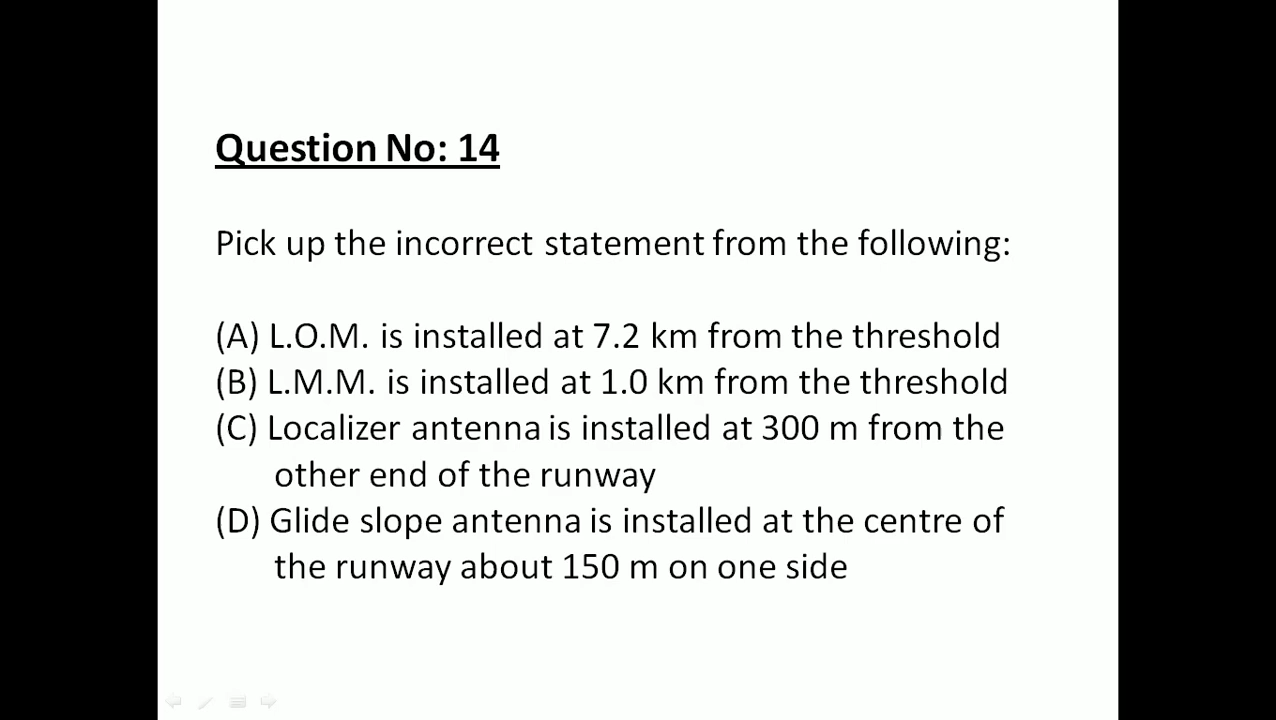 Question No: 14
Pick up the incorrect statement from the following:
(A) L.O.M. is installed at 7.2 km from the threshold
(B) L.M.M. is installed at 1.0 km from the threshold
(C) Localizer antenna is installed at 300 m from the
other end of the runway
(D) Glide slope antenna is installed at the centre of
the runway about 150 m on one side